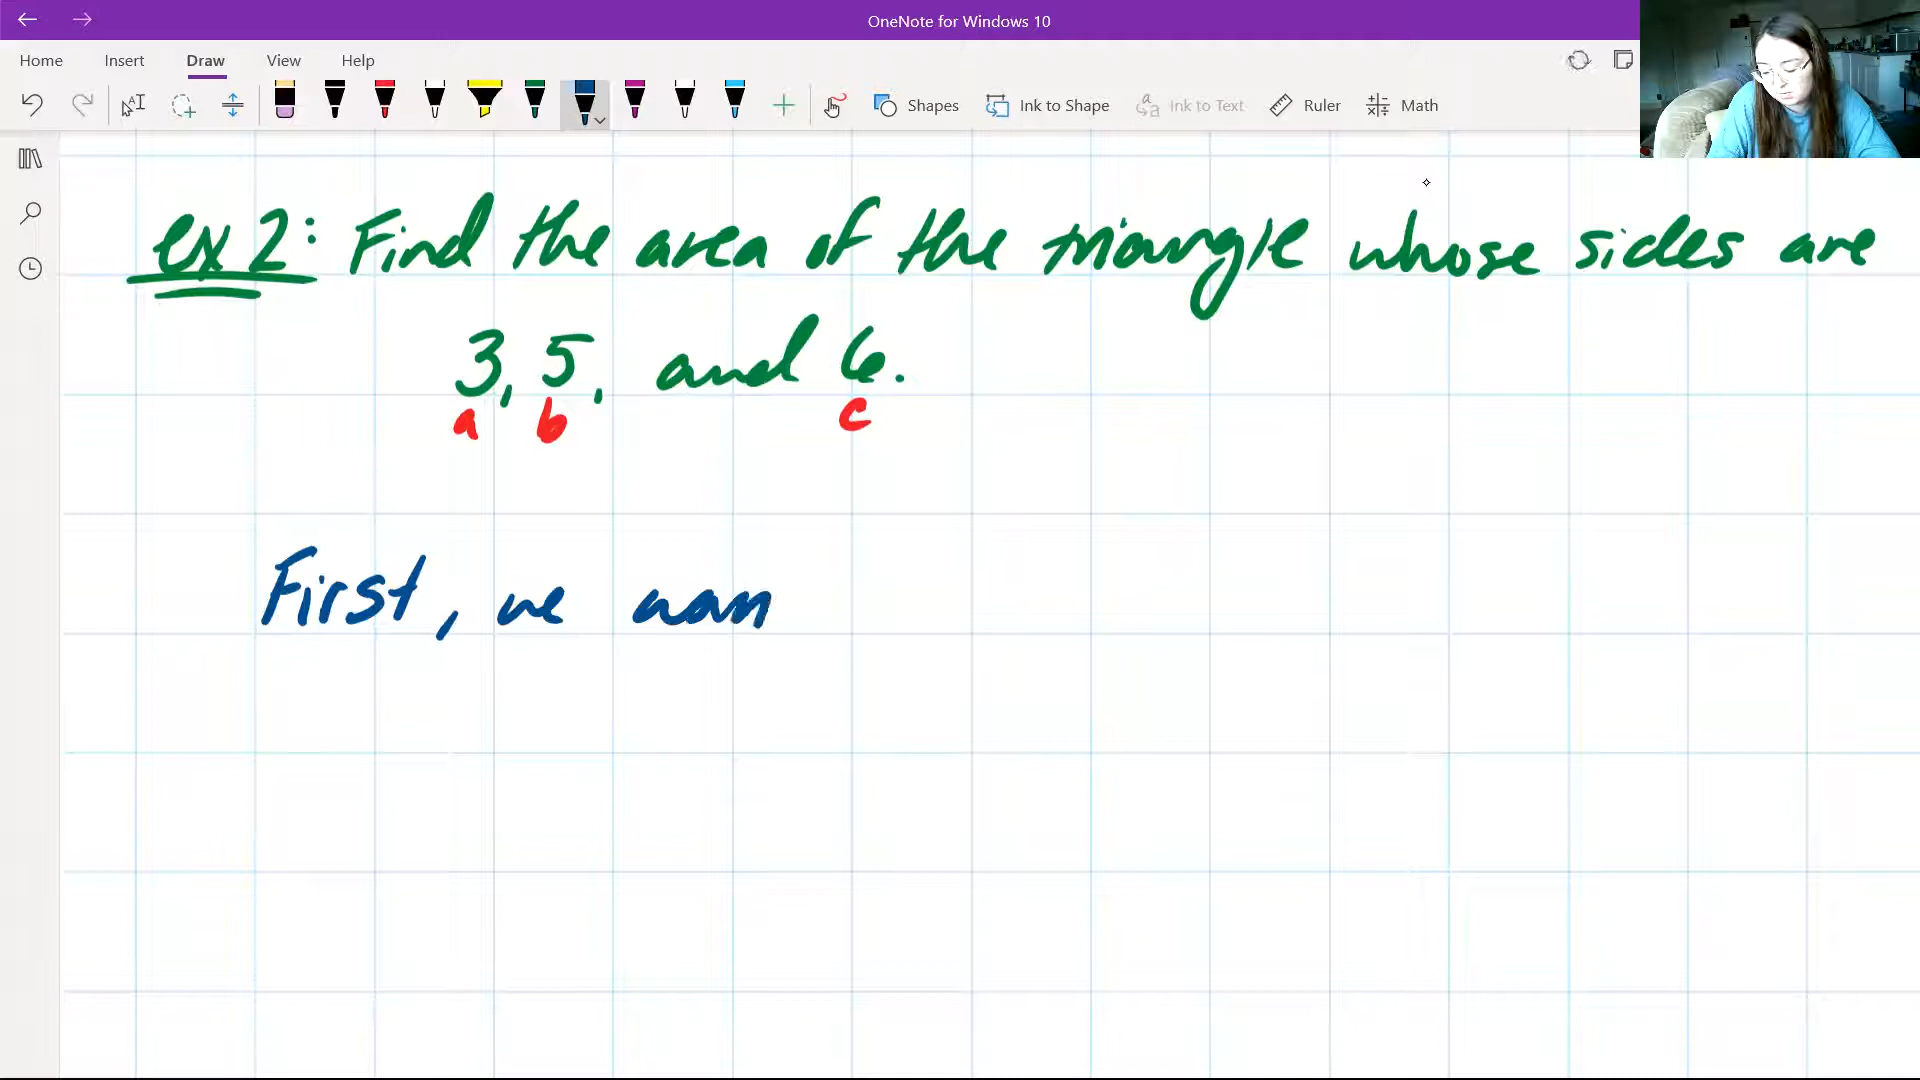 OneNote for Windows 10
Home Insert Draw View Help
Shapes Ink to Shape Ink to Text Ruler Math
ex 2: Find the area of the triangle whose sides are
3, 5, and 6.
a b c
First, we wan